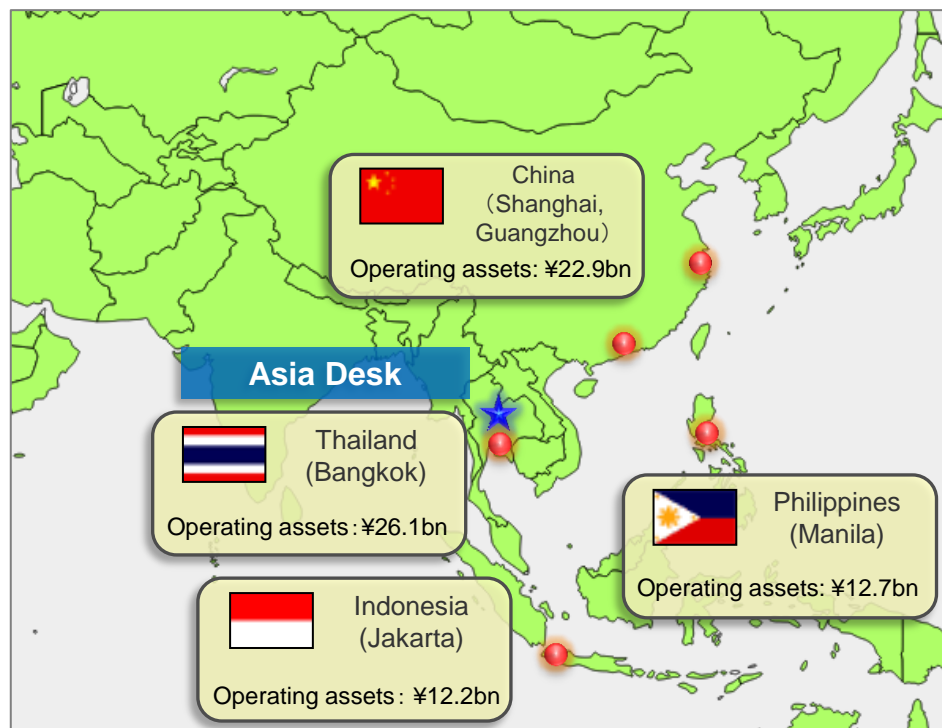 China
（Shanghai,
Guangzhou）
Operating assets: ¥22.9bn
Asia Desk
Thailand
(Bangkok)
Operating assets：¥26.1bn
Philippines
(Manila)
Operating assets: ¥12.7bn
Indonesia
(Jakarta)
Operating assets： ¥12.2bn